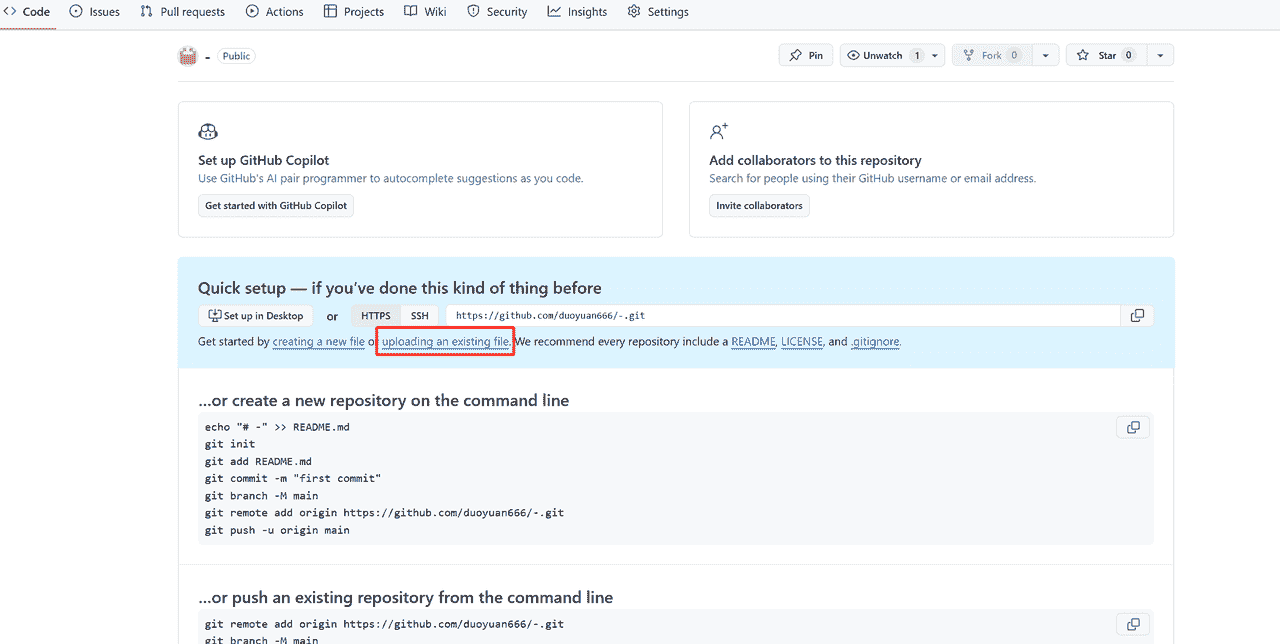 Code Issues Pull requests Actions Projects Wiki Security Insights Settings
- Public Pin Unwatch 1 Fork 0 Star 0
Set up GitHub Copilot
Use GitHub's AI pair programmer to autocomplete suggestions as you code.
Get started with GitHub Copilot
Add collaborators to this repository
Search for people using their GitHub username or email address.
Invite collaborators
Quick setup — if you've done this kind of thing before
Set up in Desktop or HTTPS SSH https://github.com/duoyuan666/-.git
Get started by creating a new file or uploading an existing file. We recommend every repository include a README, LICENSE, and .gitignore.
...or create a new repository on the command line
echo "# -" >> README.md
git init
git add README.md
git commit -m "first commit"
git branch -M main
git remote add origin https://github.com/duoyuan666/-.git
git push -u origin main
...or push an existing repository from the command line
git remote add origin https://github.com/duoyuan666/-.git
git branch -M main